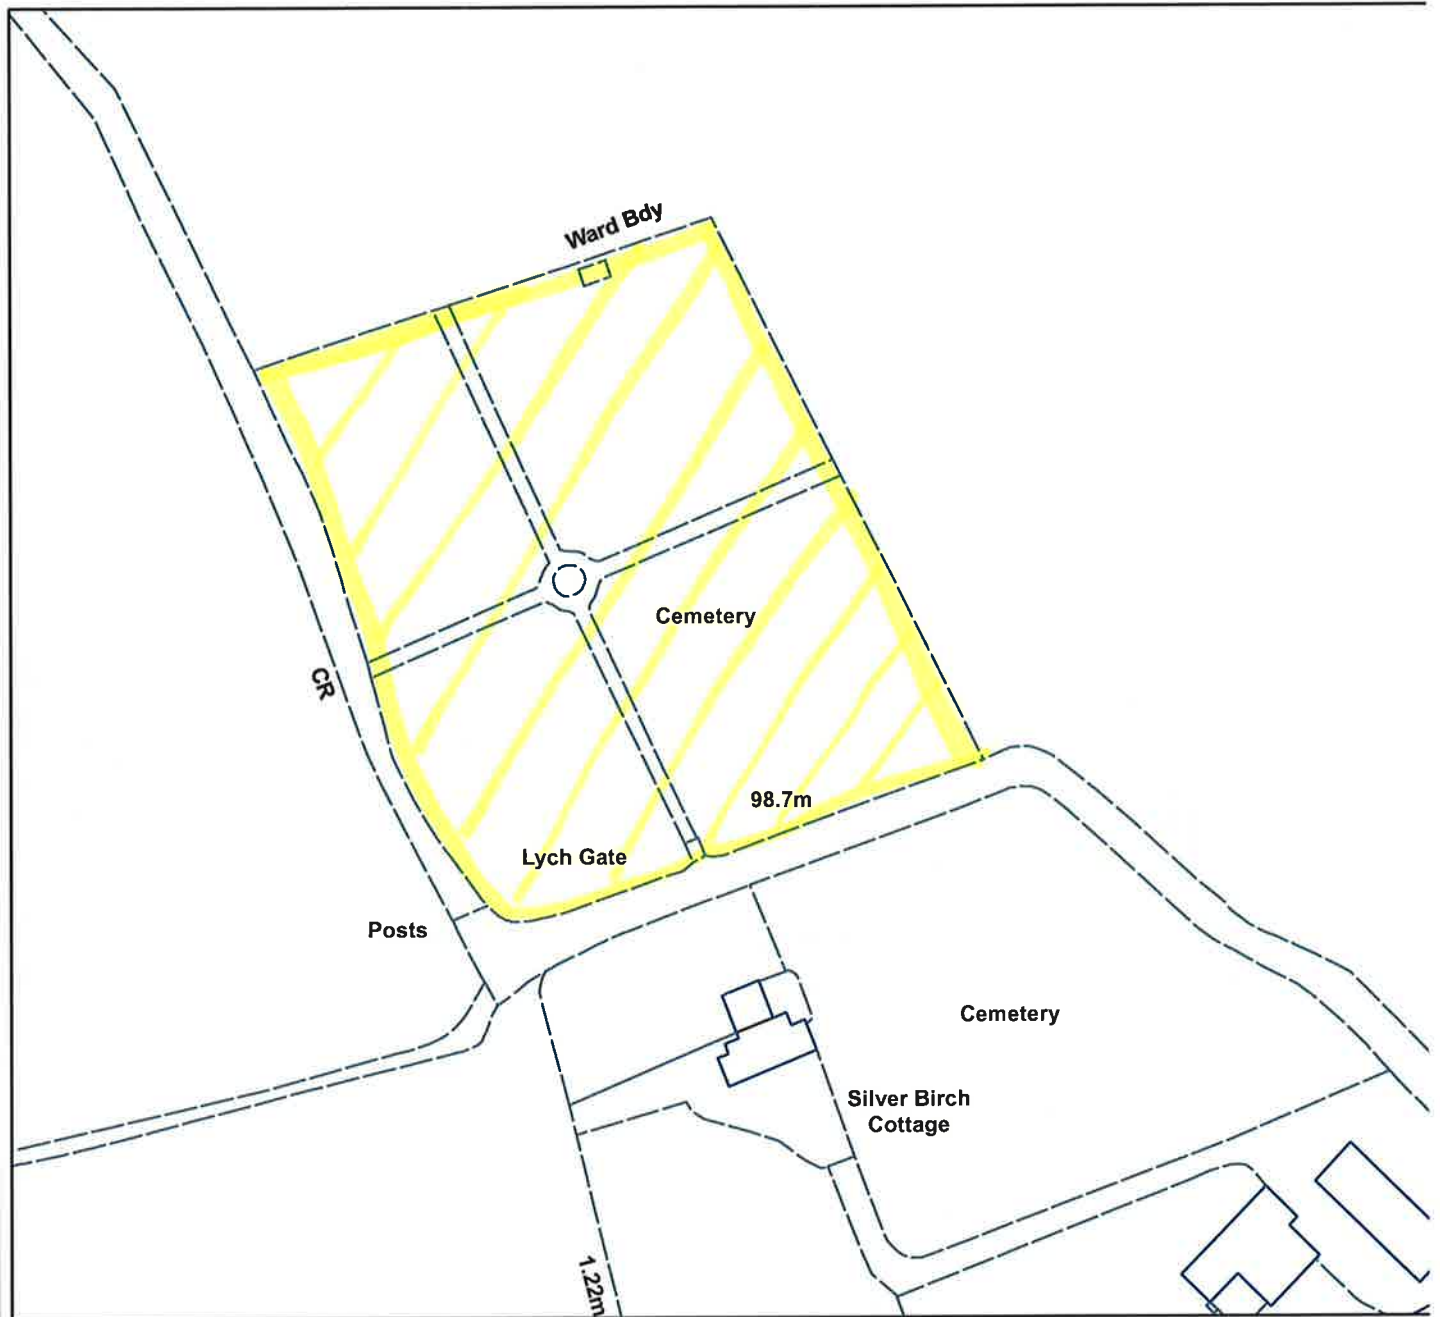 Ward Bdy
Cemetery
CR
98.7m
Lych Gate
Posts
Cemetery
Silver Birch
Cottage
1.22m